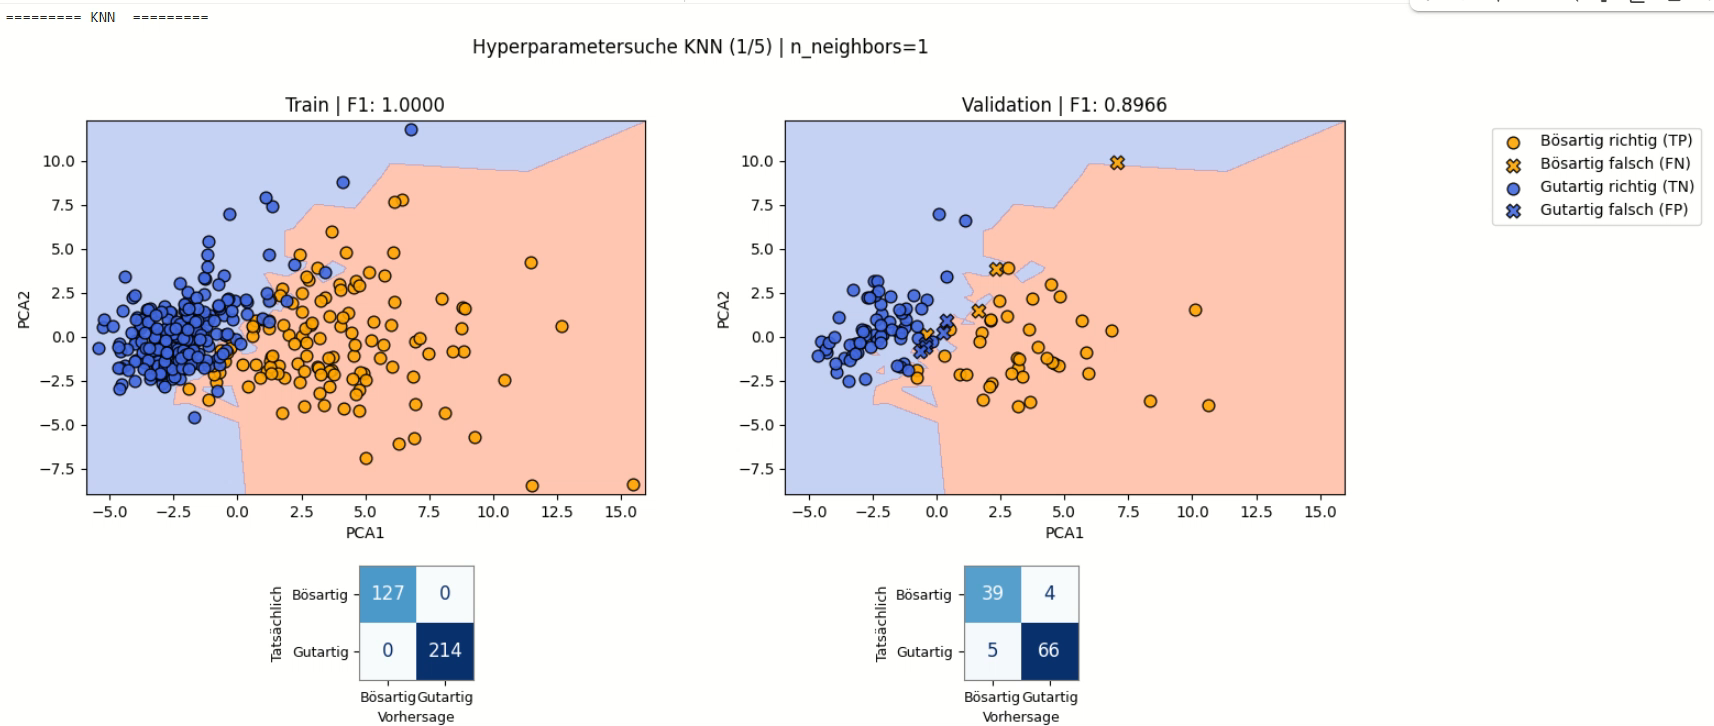 ========= KNN =========
Hyperparametersuche KNN (1/5) | n_neighbors=1
Train | F1: 1.0000
PCA2
10.0
7.5
5.0
2.5
0.0
−2.5
−5.0
−7.5
−5.0 −2.5 0.0 2.5 5.0 7.5 10.0 12.5 15.0
PCA1
Validation | F1: 0.8966
PCA2
10.0
7.5
5.0
2.5
0.0
−2.5
−5.0
−7.5
−5.0 −2.5 0.0 2.5 5.0 7.5 10.0 12.5 15.0
PCA1
Bösartig richtig (TP)
Bösartig falsch (FN)
Gutartig richtig (TN)
Gutartig falsch (FP)
Tatsächlich
Bösartig 127 0
Gutartig 0 214
Bösartig Gutartig
Vorhersage
Tatsächlich
Bösartig 39 4
Gutartig 5 66
Bösartig Gutartig
Vorhersage